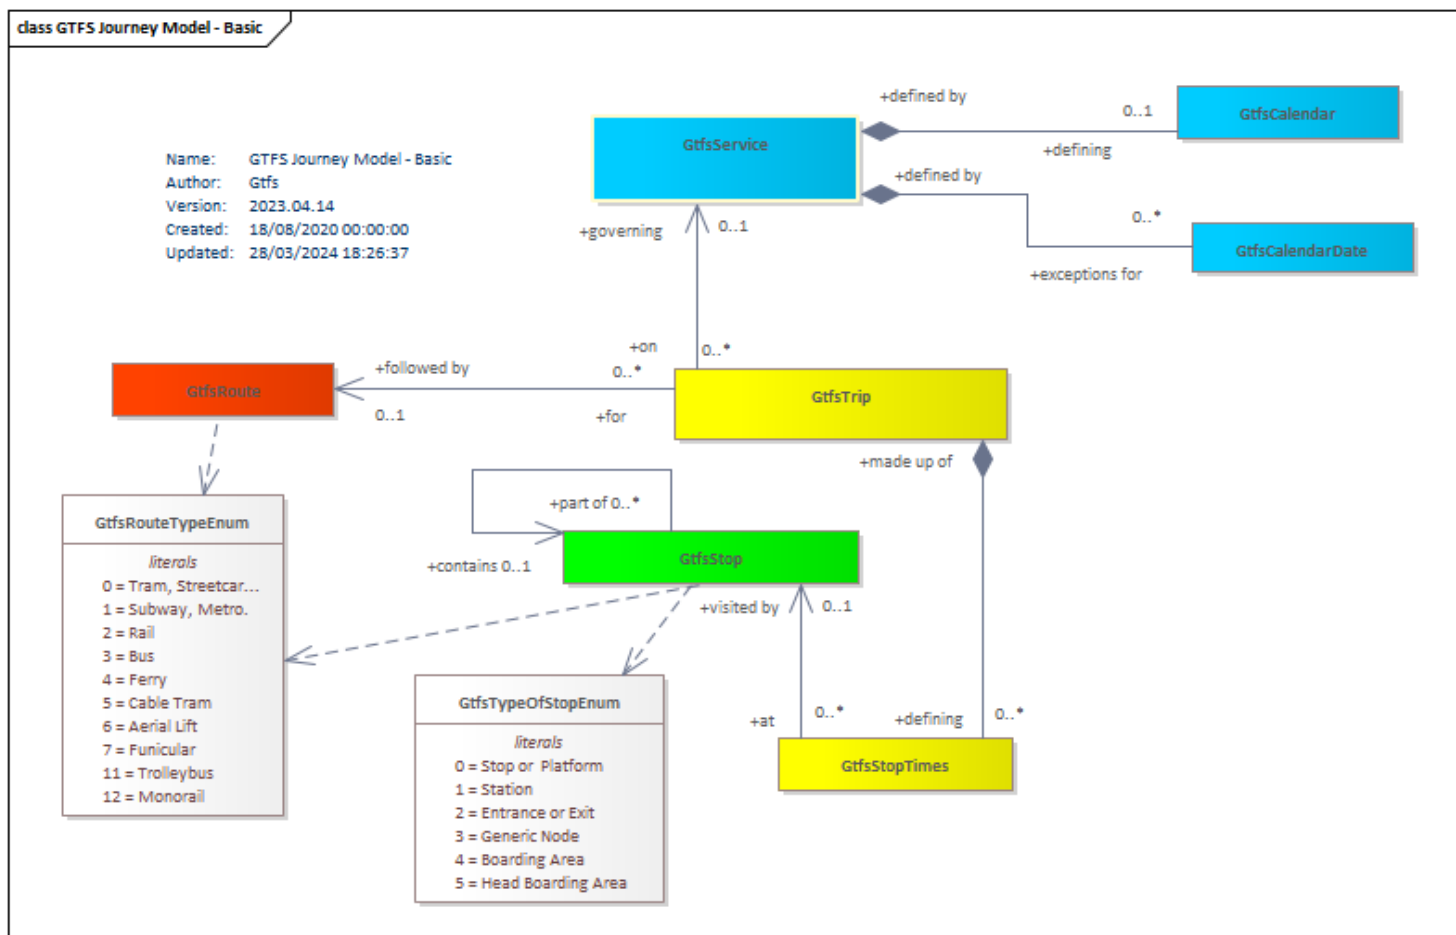 class GTFS Journey Model - Basic
Name: GTFS Journey Model - Basic
Author: Gtfs
Version: 2023.04.14
Created: 18/08/2020 00:00:00
Updated: 28/03/2024 18:26:37
GtfsService
+defined by
0..1
+defining
GtfsCalendar
+defined by
0..*
+exceptions for
GtfsCalendarDate
+governing
0..1
+on
0..*
GtfsRoute
+followed by
0..1
0..*
+for
GtfsTrip
+made up of
+part of 0..*
+contains 0..1
GtfsStop
+visited by
0..1
+at
0..*
+defining
0..*
GtfsStopTimes
GtfsRouteTypeEnum
literals
0 = Tram, Streetcar...
1 = Subway, Metro.
2 = Rail
3 = Bus
4 = Ferry
5 = Cable Tram
6 = Aerial Lift
7 = Funicular
11 = Trolleybus
12 = Monorail
GtfsTypeOfStopEnum
literals
0 = Stop or Platform
1 = Station
2 = Entrance or Exit
3 = Generic Node
4 = Boarding Area
5 = Head Boarding Area